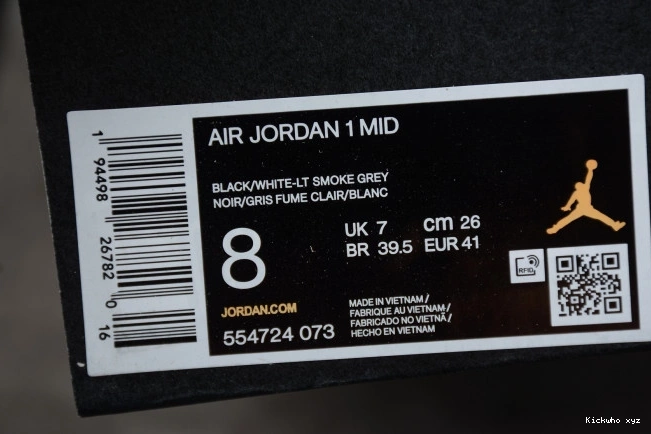 AIR JORDAN 1 MID
BLACK/WHITE-LT SMOKE GREY
NOIR/GRIS FUME CLAIR/BLANC
8
UK 7 cm 26
BR 39.5 EUR 41
RFID
JORDAN.COM
554724 073
MADE IN VIETNAM/
FABRIQUE AU VIETNAM/
FABRICADO NO VIETNÃ/
HECHO EN VIETNAM
1 94498 26782 0 16
Kickwho xyz